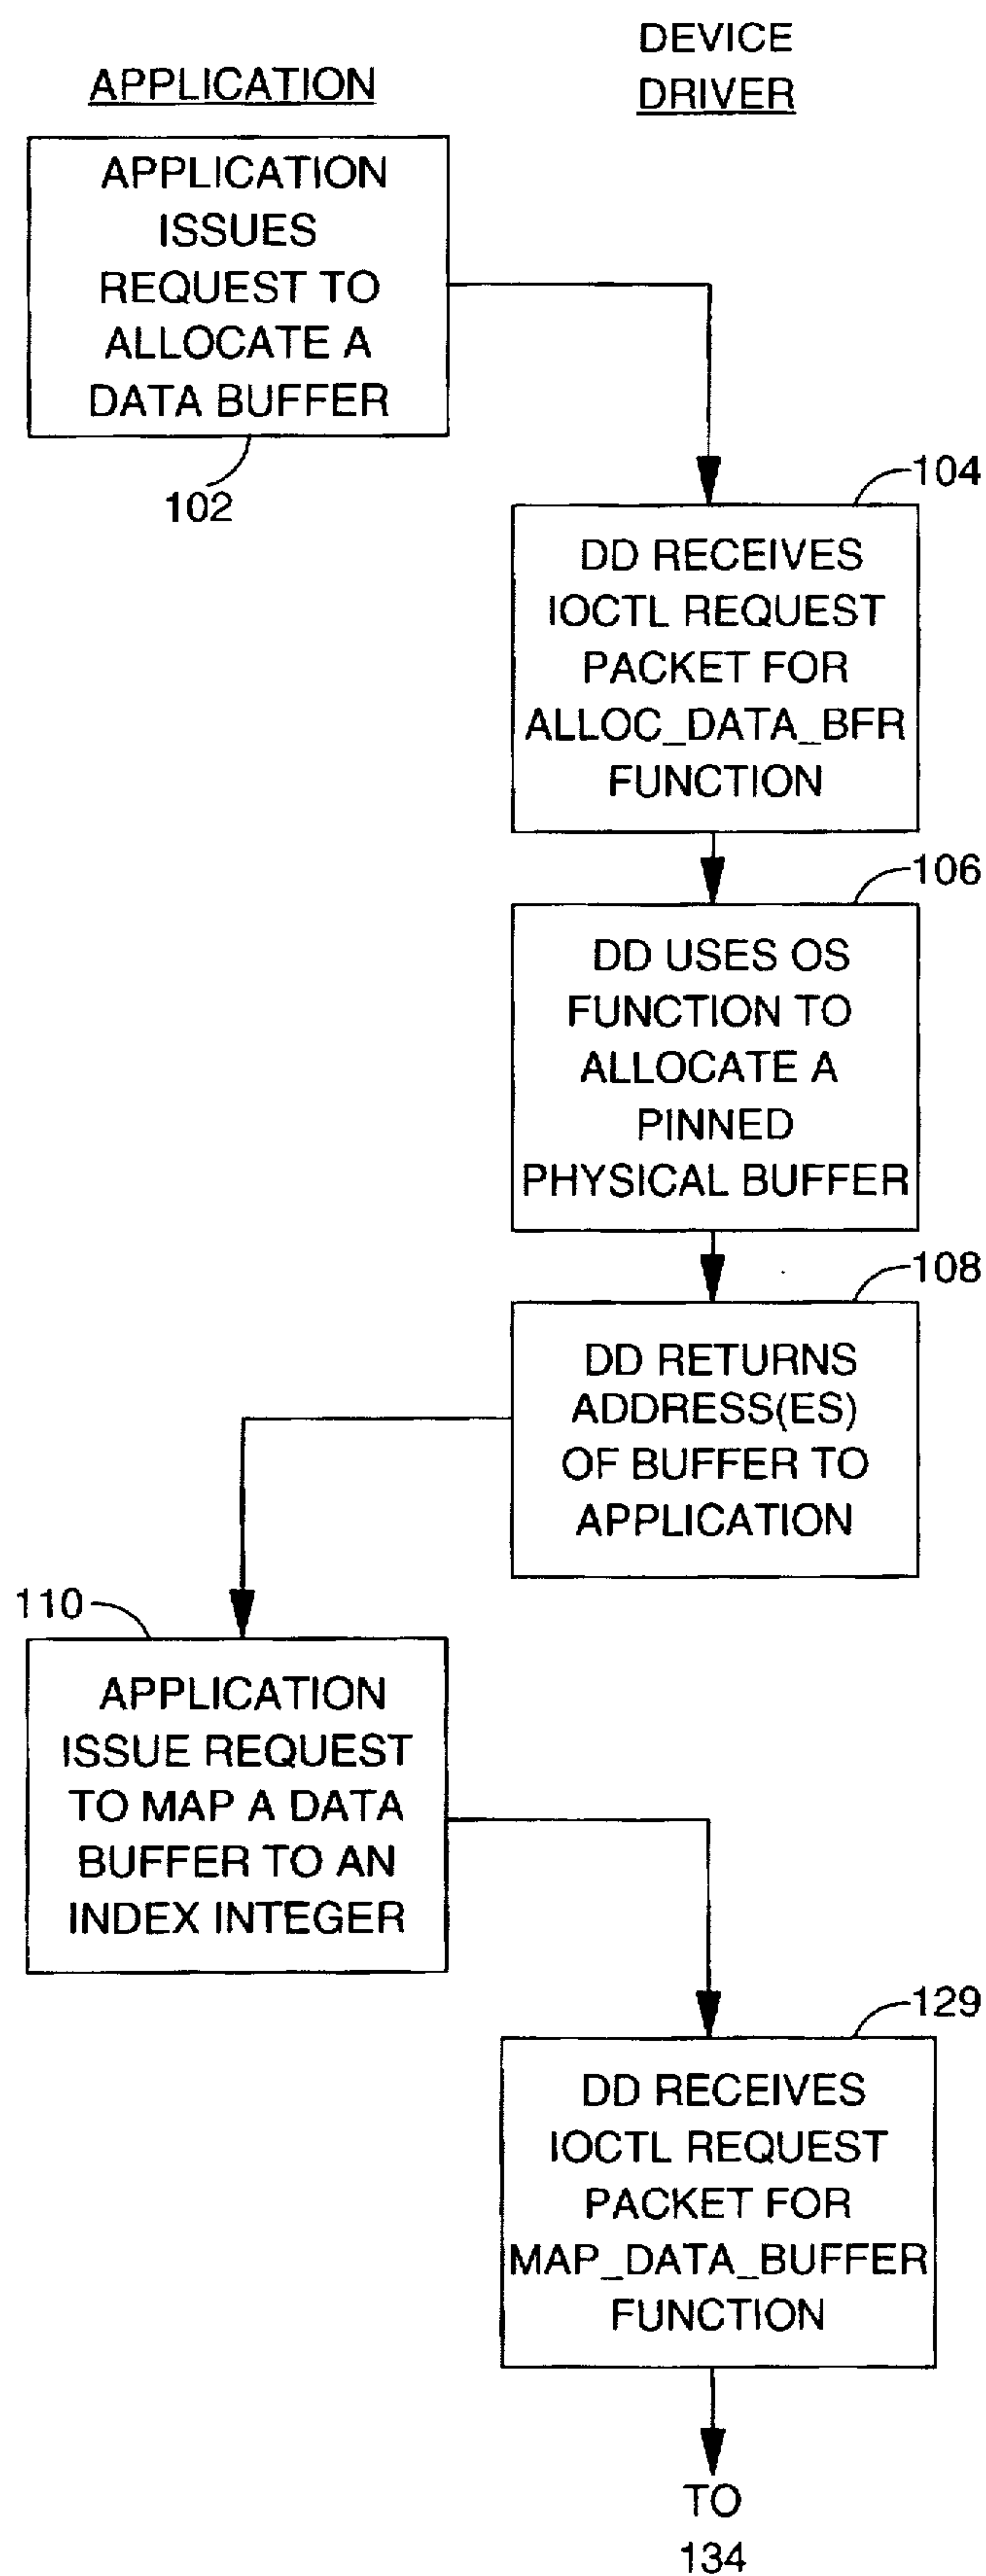 DEVICE
DRIVER
APPLICATION
APPLICATION
ISSUES
REQUEST TO
ALLOCATE A
DATA BUFFER
102
104
DD RECEIVES
IOCTL REQUEST
PACKET FOR
ALLOC_DATA_BFR
FUNCTION
106
DD USES OS
FUNCTION TO
ALLOCATE A
PINNED
PHYSICAL BUFFER
108
DD RETURNS
ADDRESS(ES)
OF BUFFER TO
APPLICATION
110
APPLICATION
ISSUE REQUEST
TO MAP A DATA
BUFFER TO AN
INDEX INTEGER
129
DD RECEIVES
IOCTL REQUEST
PACKET FOR
MAP_DATA_BUFFER
FUNCTION
TO
134